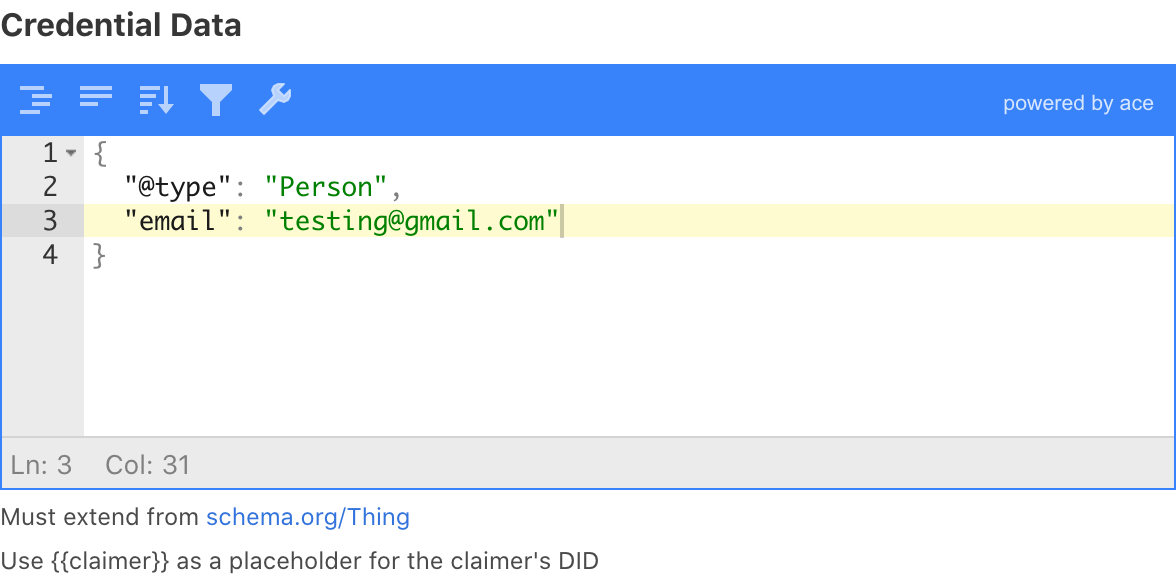 Credential Data
powered by ace
1 {
2 "@type": "Person",
3 "email": "testing@gmail.com"
4 }
Ln: 3 Col: 31
Must extend from schema.org/Thing
Use {{claimer}} as a placeholder for the claimer's DID